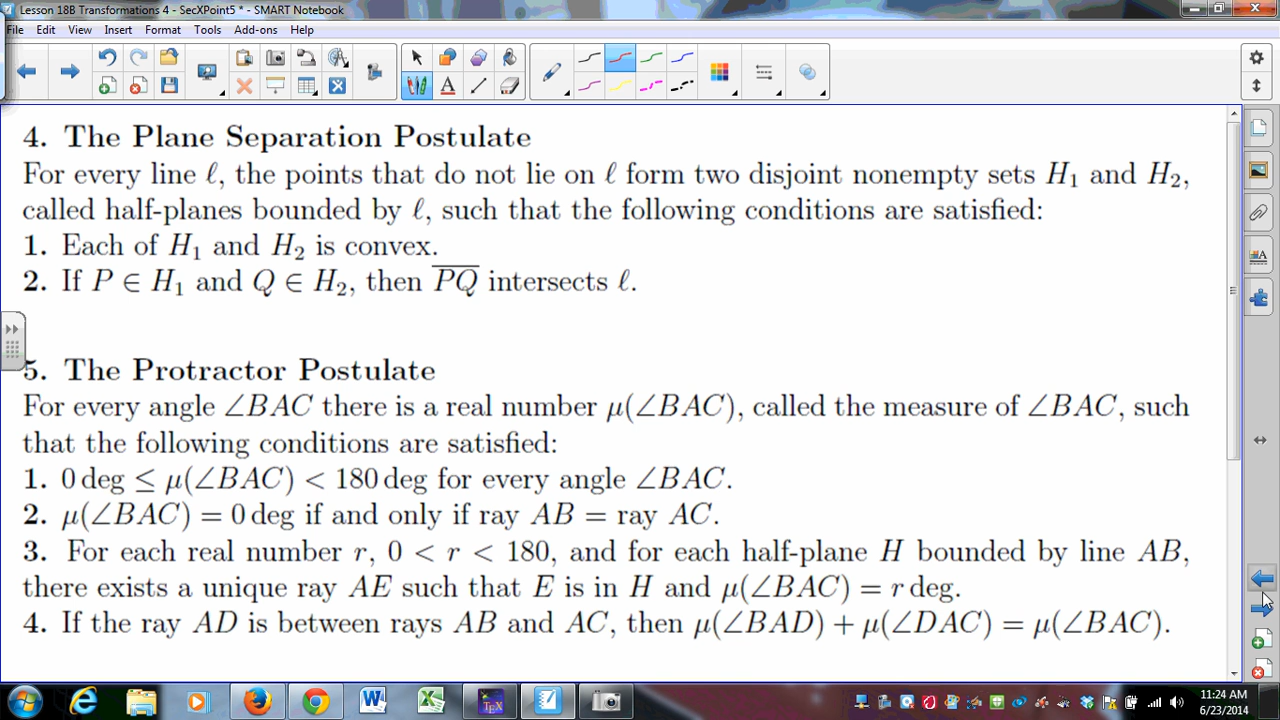 Lesson 18B Transformations 4 - SecXPoint5 * - SMART Notebook
File Edit View Insert Format Tools Add-ons Help
4. The Plane Separation Postulate
For every line ℓ, the points that do not lie on ℓ form two disjoint nonempty sets H₁ and H₂,
called half-planes bounded by ℓ, such that the following conditions are satisfied:
1. Each of H₁ and H₂ is convex.
2. If P ∈ H₁ and Q ∈ H₂, then P̅Q̅ intersects ℓ.
5. The Protractor Postulate
For every angle ∠BAC there is a real number μ(∠BAC), called the measure of ∠BAC, such
that the following conditions are satisfied:
1. 0 deg ≤ μ(∠BAC) < 180 deg for every angle ∠BAC.
2. μ(∠BAC) = 0 deg if and only if ray AB = ray AC.
3. For each real number r, 0 < r < 180, and for each half-plane H bounded by line AB,
there exists a unique ray AE such that E is in H and μ(∠BAC) = r deg.
4. If the ray AD is between rays AB and AC, then μ(∠BAD) + μ(∠DAC) = μ(∠BAC).
11:24 AM
6/23/2014